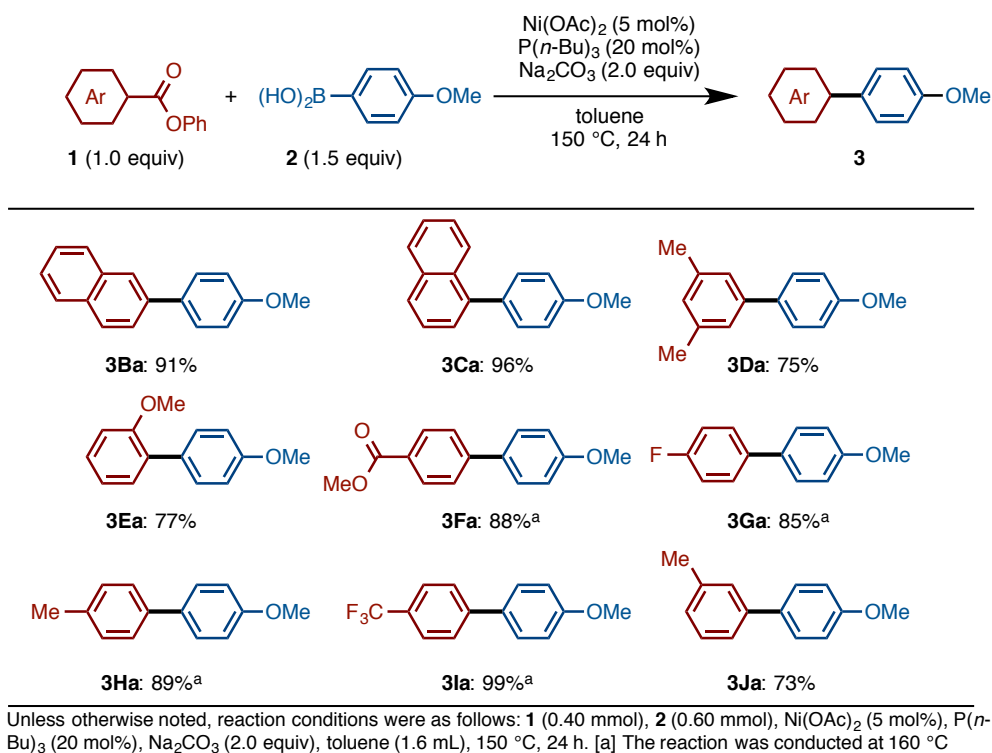 Ni(OAc)₂ (5 mol%)
P(n-Bu)₃ (20 mol%)
Na₂CO₃ (2.0 equiv)
Ar
O
OPh
+
(HO)₂B
OMe
toluene
150 °C, 24 h
Ar
OMe
1 (1.0 equiv)
2 (1.5 equiv)
3
OMe
3Ba: 91%
OMe
3Ca: 96%
Me
Me
OMe
3Da: 75%
OMe
OMe
3Ea: 77%
O
MeO
OMe
3Fa: 88%ᵃ
F
OMe
3Ga: 85%ᵃ
Me
OMe
3Ha: 89%ᵃ
F₃C
OMe
3Ia: 99%ᵃ
Me
OMe
3Ja: 73%
Unless otherwise noted, reaction conditions were as follows: 1 (0.40 mmol), 2 (0.60 mmol), Ni(OAc)₂ (5 mol%), P(n-
Bu)₃ (20 mol%), Na₂CO₃ (2.0 equiv), toluene (1.6 mL), 150 °C, 24 h. [a] The reaction was conducted at 160 °C